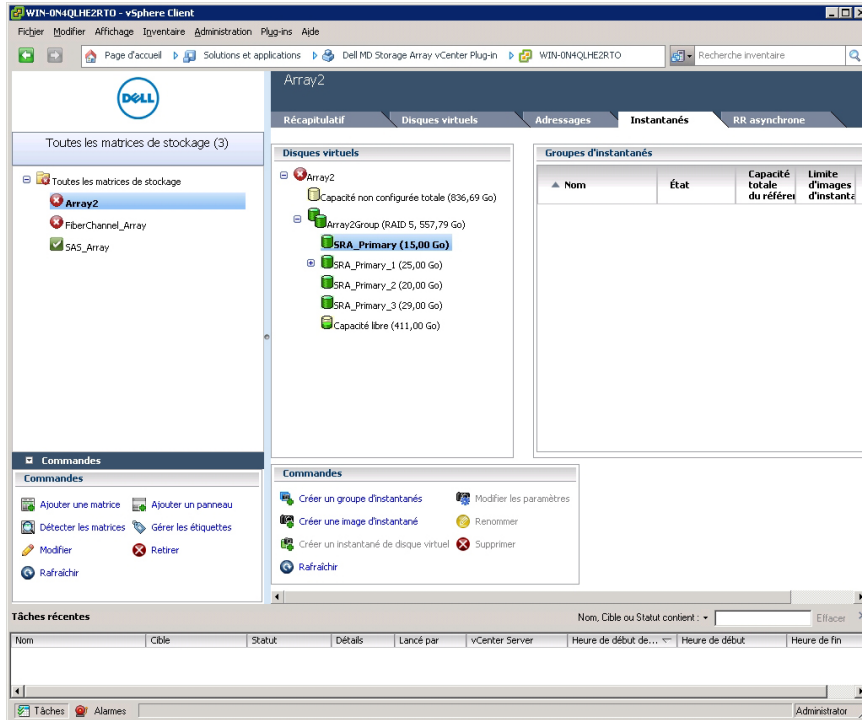 WIN-0N4QLHE2RTO - vSphere Client
Fichier Modifier Affichage Inventaire Administration Plug-ins Aide
Page d'accueil Solutions et applications Dell MD Storage Array vCenter Plug-in WIN-0N4QLHE2RTO Recherche inventaire
DELL
Toutes les matrices de stockage (3)
Toutes les matrices de stockage
Array2
FiberChannel_Array
SAS_Array
Commandes
Commandes
Ajouter une matrice Ajouter un panneau
Détecter les matrices Gérer les étiquettes
Modifier Retirer
Rafraîchir
Array2
Récapitulatif Disques virtuels Adressages Instantanés RR asynchrone
Disques virtuels
Array2
Capacité non configurée totale (836,69 Go)
Array2Group (RAID 5, 557,79 Go)
SRA_Primary (15,00 Go)
SRA_Primary_1 (25,00 Go)
SRA_Primary_2 (20,00 Go)
SRA_Primary_3 (29,00 Go)
Capacité libre (411,00 Go)
Groupes d'instantanés
Nom État Capacité totale du référe Limite d'images d'instanta
Commandes
Créer un groupe d'instantanés Modifier les paramètres
Créer une image d'instantané Renommer
Créer un instantané de disque virtuel Supprimer
Rafraîchir
Tâches récentes Nom, Cible ou Statut contient : Effacer
Nom Cible Statut Détails Lancé par vCenter Server Heure de début de... Heure de début Heure de fin
Tâches Alarmes Administrator